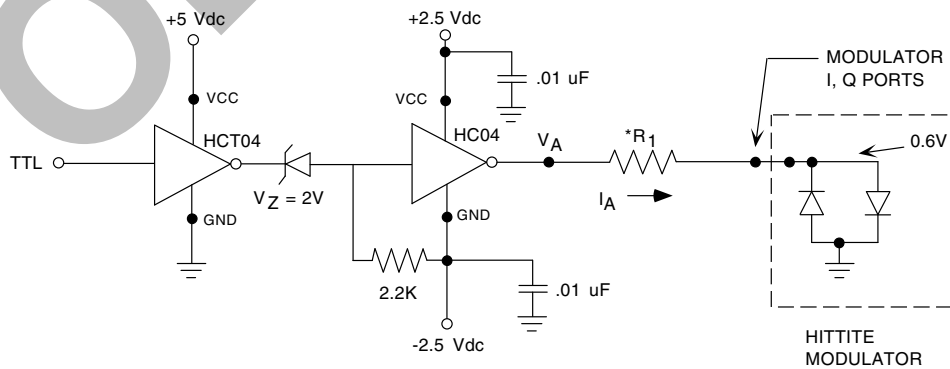 +5 Vdc
+2.5 Vdc
.01 uF
MODULATOR
I, Q PORTS
VCC
VCC
HCT04
HC04
VA
*R1
0.6V
TTL
VZ = 2V
IA
GND
GND
2.2K
.01 uF
-2.5 Vdc
HITTITE
MODULATOR